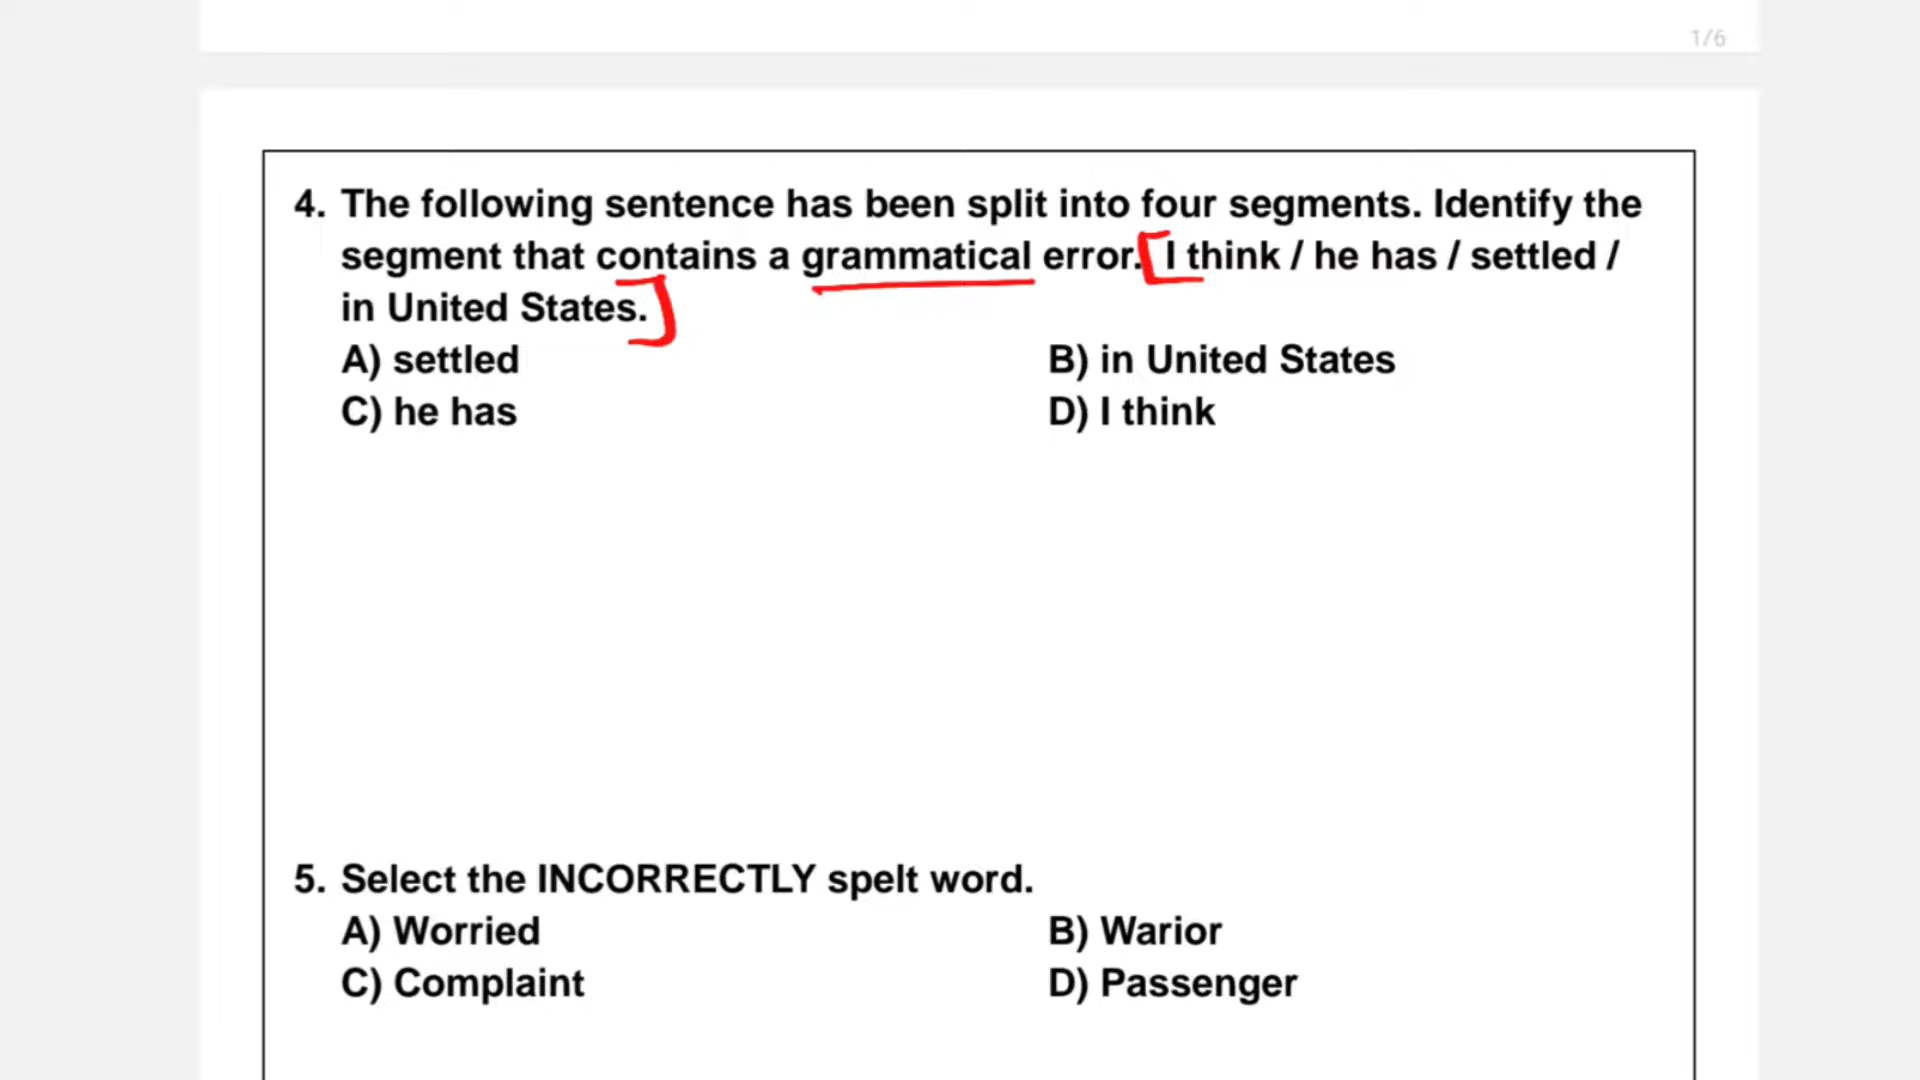 1/6
4. The following sentence has been split into four segments. Identify the
segment that contains a grammatical error. I think / he has / settled /
in United States.
A) settled
B) in United States
C) he has
D) I think
5. Select the INCORRECTLY spelt word.
A) Worried
B) Warior
C) Complaint
D) Passenger